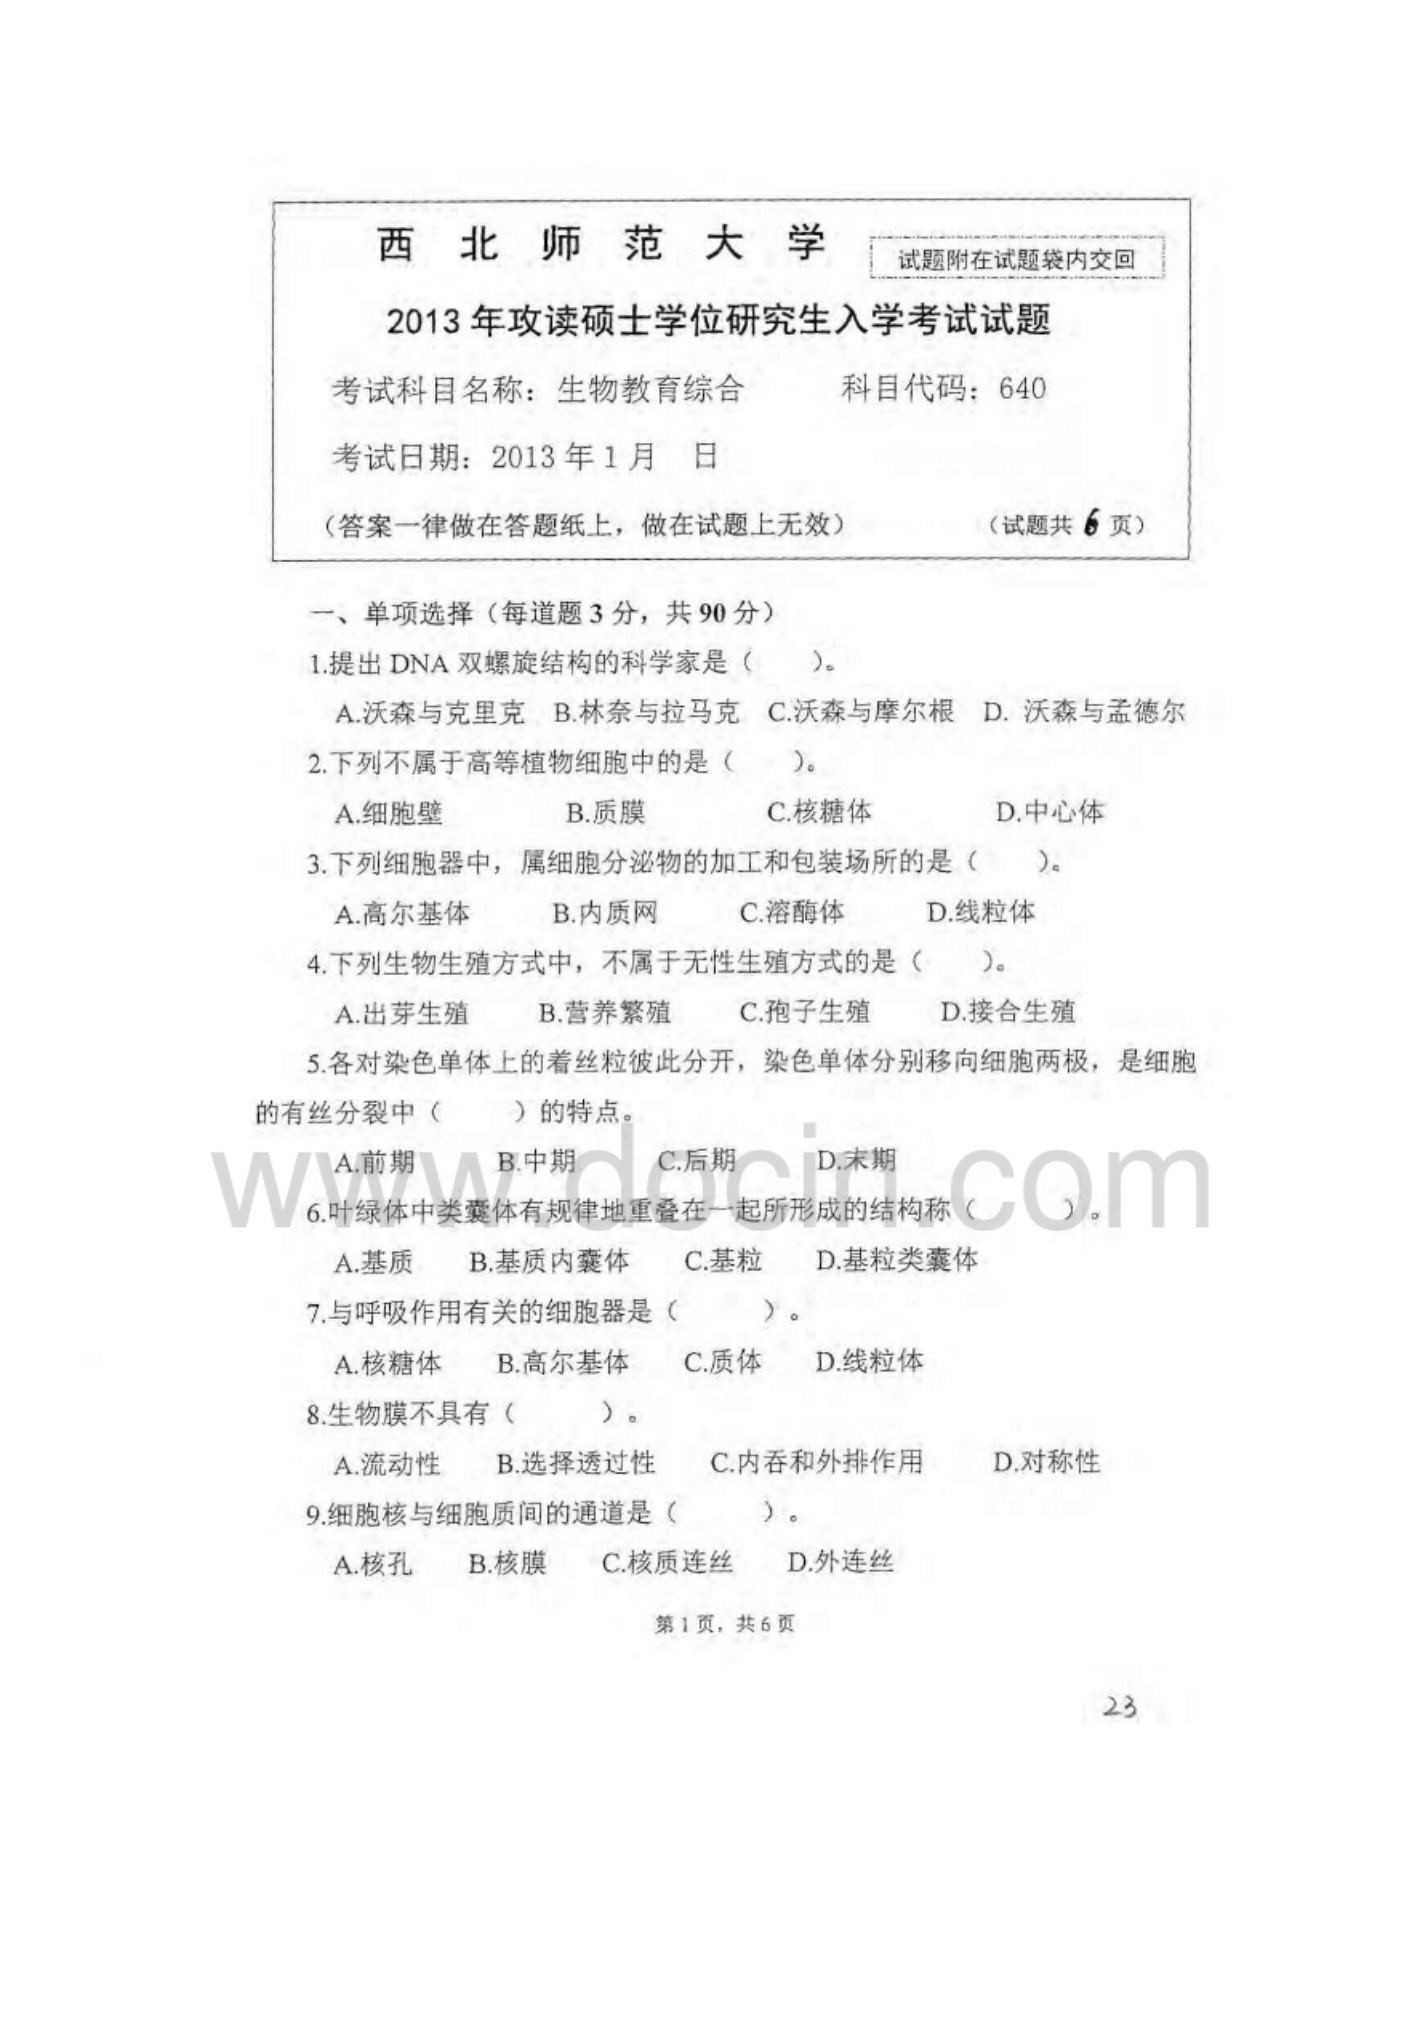 西北师范大学
试题附在试题袋内交回
2013 年攻读硕士学位研究生入学考试试题
考试科目名称：生物教育综合 科目代码：640
考试日期：2013 年 1 月 日
（答案一律做在答题纸上，做在试题上无效） （试题共 6 页）
一、单项选择（每道题 3 分，共 90 分）
1.提出 DNA 双螺旋结构的科学家是（ ）。
A.沃森与克里克 B.林奈与拉马克 C.沃森与摩尔根 D. 沃森与孟德尔
2.下列不属于高等植物细胞中的是（ ）。
A.细胞壁 B.质膜 C.核糖体 D.中心体
3.下列细胞器中，属细胞分泌物的加工和包装场所的是（ ）。
A.高尔基体 B.内质网 C.溶酶体 D.线粒体
4.下列生物生殖方式中，不属于无性生殖方式的是（ ）。
A.出芽生殖 B.营养繁殖 C.孢子生殖 D.接合生殖
5.各对染色单体上的着丝粒彼此分开，染色单体分别移向细胞两极，是细胞
的有丝分裂中（ ）的特点。
A.前期 B.中期 C.后期 D.末期
www.docin.com
6.叶绿体中类囊体有规律地重叠在一起所形成的结构称（ ）。
A.基质 B.基质内囊体 C.基粒 D.基粒类囊体
7.与呼吸作用有关的细胞器是（ ）。
A.核糖体 B.高尔基体 C.质体 D.线粒体
8.生物膜不具有（ ）。
A.流动性 B.选择透过性 C.内吞和外排作用 D.对称性
9.细胞核与细胞质间的通道是（ ）。
A.核孔 B.核膜 C.核质连丝 D.外连丝
第 1 页，共 6 页
23